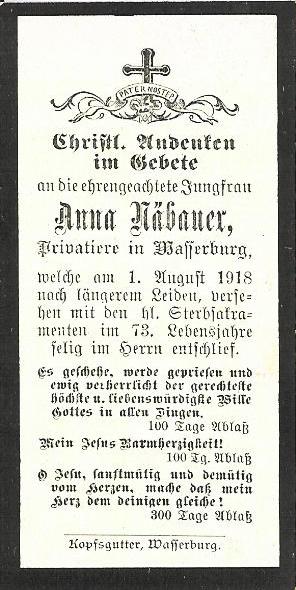 PATER NOSTER
Christl. Andenken
im Gebete
an die ehrengeachtete Jungfrau
Anna Näbauer,
Privatiere in Wasserburg,
welche am 1. August 1918
nach längerem Leiden, verse-
hen mit den hl. Sterbsakra-
menten im 73. Lebensjahre
selig im Herrn entschlief.
Es geschehe, werde gepriesen und
ewig verherrlicht der gerechteste
höchste u. liebenswürdigste Wille
Gottes in allen Dingen.
100 Tage Ablaß
Mein Jesus Barmherzigkeit!
100 Tg. Ablaß
O Jesu, sanftmütig und demütig
vom Herzen, mache daß mein
Herz dem deinigen gleiche!
300 Tage Ablaß
Kopfsgutter, Wasserburg.